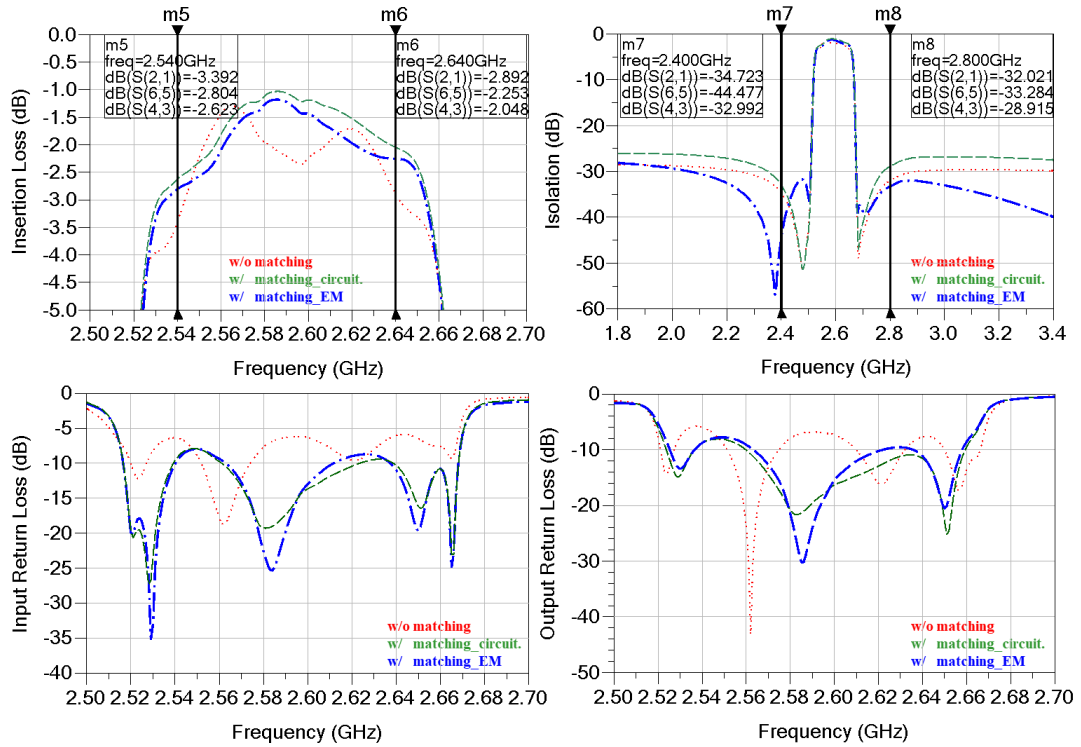 m5
m6
m5
freq=2.540GHz
dB(S(2,1))=-3.392
dB(S(6,5))=-2.804
dB(S(4,3))=-2.623
m6
freq=2.640GHz
dB(S(2,1))=-2.892
dB(S(6,5))=-2.253
dB(S(4,3))=-2.048
0.0
-0.5
-1.0
-1.5
-2.0
-2.5
-3.0
-3.5
-4.0
-4.5
-5.0
Insertion Loss (dB)
w/o matching
w/ matching_circuit.
w/ matching_EM
2.50 2.52 2.54 2.56 2.58 2.60 2.62 2.64 2.66 2.68 2.70
Frequency (GHz)
m7
m8
m7
freq=2.400GHz
dB(S(2,1))=-34.723
dB(S(6,5))=-44.477
dB(S(4,3))=-32.992
m8
freq=2.800GHz
dB(S(2,1))=-32.021
dB(S(6,5))=-33.284
dB(S(4,3))=-28.915
0
-10
-20
-30
-40
-50
-60
Isolation (dB)
w/o matching
w/ matching_circuit.
w/ matching_EM
1.8 2.0 2.2 2.4 2.6 2.8 3.0 3.2 3.4
Frequency (GHz)
0
-5
-10
-15
-20
-25
-30
-35
-40
Input Return Loss (dB)
w/o matching
w/ matching_circuit.
w/ matching_EM
2.50 2.52 2.54 2.56 2.58 2.60 2.62 2.64 2.66 2.68 2.70
Frequency (GHz)
0
-10
-20
-30
-40
-50
Output Return Loss (dB)
w/o matching
w/ matching_circuit.
w/ matching_EM
2.50 2.52 2.54 2.56 2.58 2.60 2.62 2.64 2.66 2.68 2.70
Frequency (GHz)